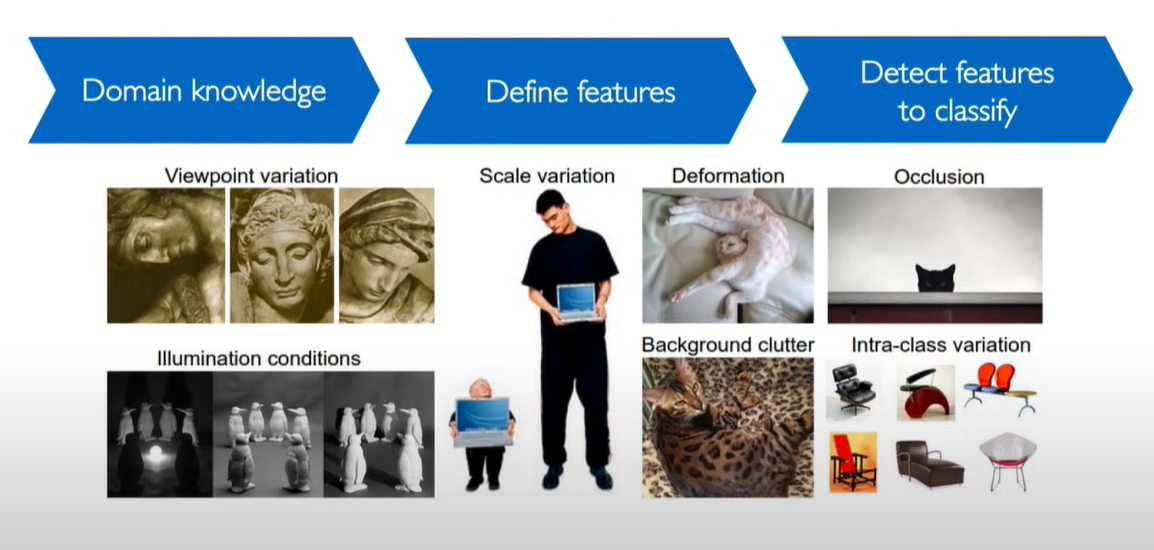 Domain knowledge
Define features
Detect features
to classify
Viewpoint variation
Scale variation
Deformation
Occlusion
Illumination conditions
Background clutter
Intra-class variation